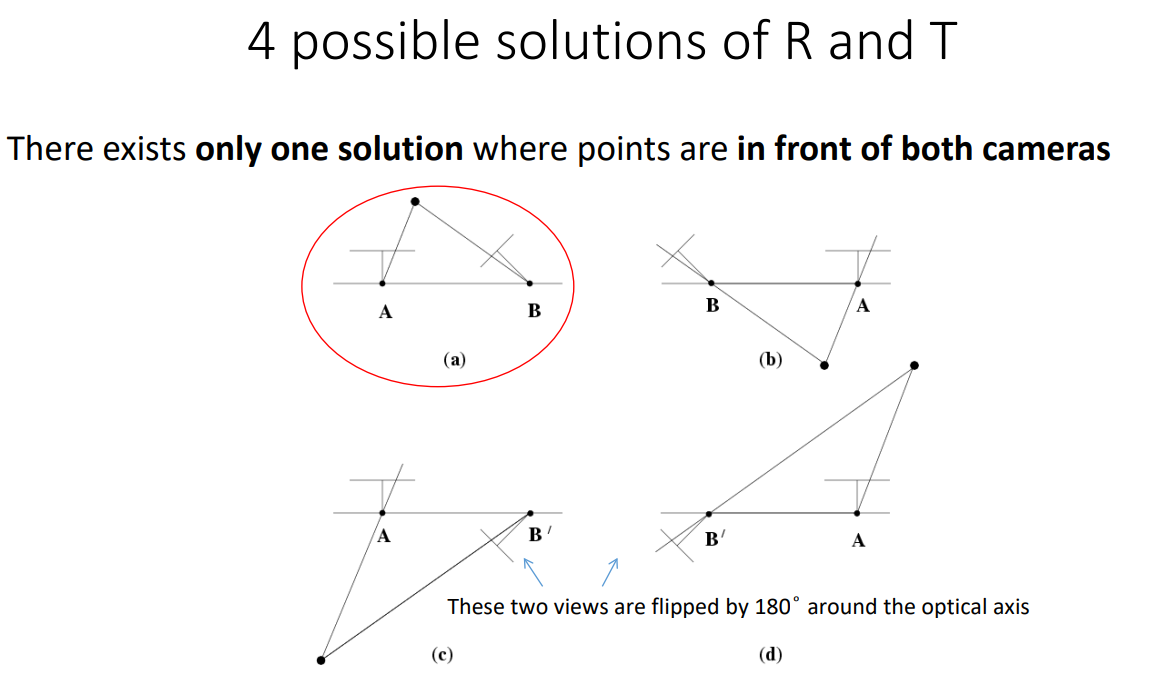 4 possible solutions of R and T
There exists only one solution where points are in front of both cameras
A
B
(a)
B
A
(b)
A
B′
B′
A
These two views are flipped by 180° around the optical axis
(c)
(d)